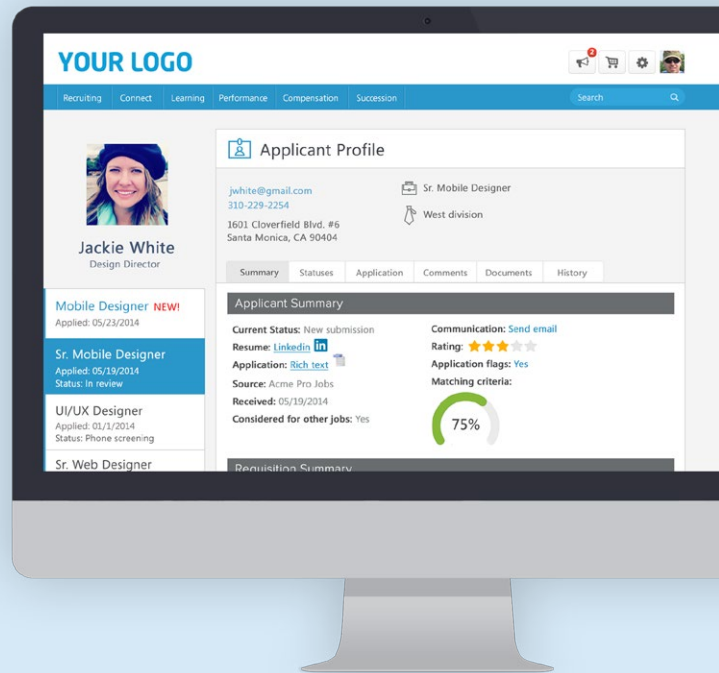 YOUR LOGO
2
Recruiting Connect Learning Performance Compensation Succession Search
Applicant Profile
jwhite@gmail.com
310-229-2254
1601 Cloverfield Blvd. #6
Santa Monica, CA 90404
Sr. Mobile Designer
West division
Jackie White
Design Director
Summary Statuses Application Comments Documents History
Mobile Designer NEW!
Applied: 05/23/2014
Sr. Mobile Designer
Applied: 05/19/2014
Status: In review
UI/UX Designer
Applied: 01/1/2014
Status: Phone screening
Sr. Web Designer
Applicant Summary
Current Status: New submission
Resume: Linkedin in
Application: Rich text
Source: Acme Pro Jobs
Received: 05/19/2014
Considered for other jobs: Yes
Communication: Send email
Rating:
Application flags: Yes
Matching criteria:
75%
Requisition Summary